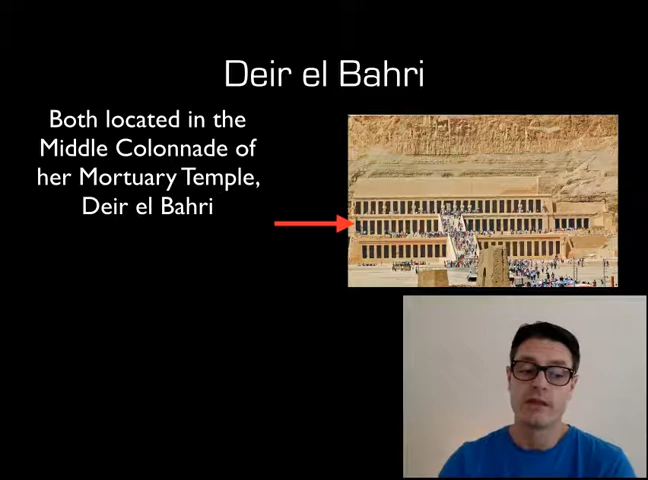 Deir el Bahri
Both located in the
Middle Colonnade of
her Mortuary Temple,
Deir el Bahri